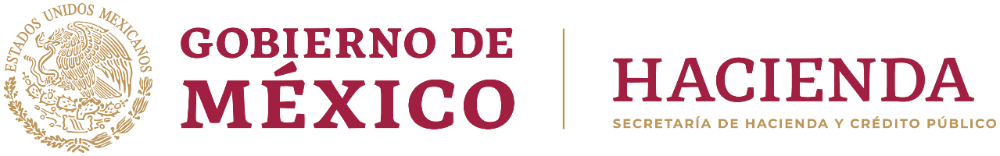 ESTADOS UNIDOS MEXICANOS
GOBIERNO DE
MÉXICO
HACIENDA
SECRETARÍA DE HACIENDA Y CRÉDITO PÚBLICO